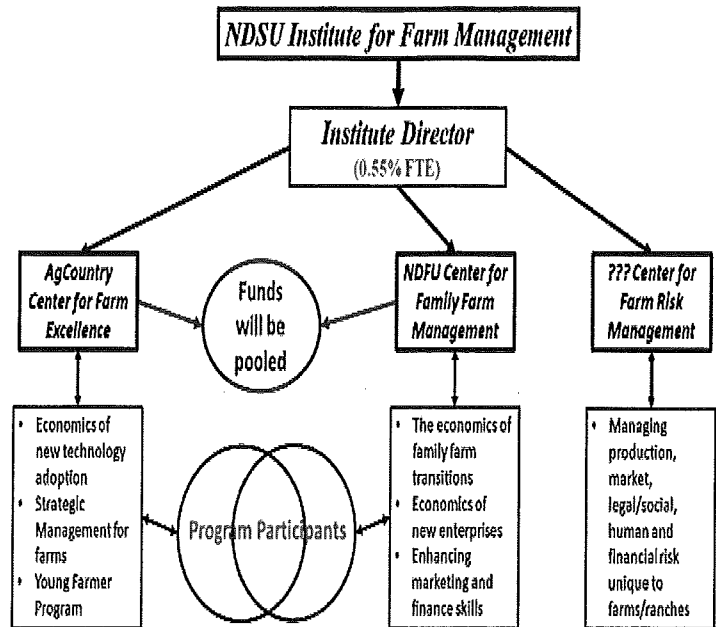 NDSU Institute for Farm Management
Institute Director
(0.55% FTE)
AgCountry
Center for Farm
Excellence
Funds
will be
pooled
NDFU Center for
Family Farm
Management
??? Center for
Farm Risk
Management
• Economics of
new technology
adoption
• Strategic
Management for
farms
• Young Farmer
Program
Program Participants
• The economics of
family farm
transitions
• Economics of
new enterprises
• Enhancing
marketing and
finance skills
• Managing
production,
market,
legal/social,
human and
financial risk
unique to
farms/ranches